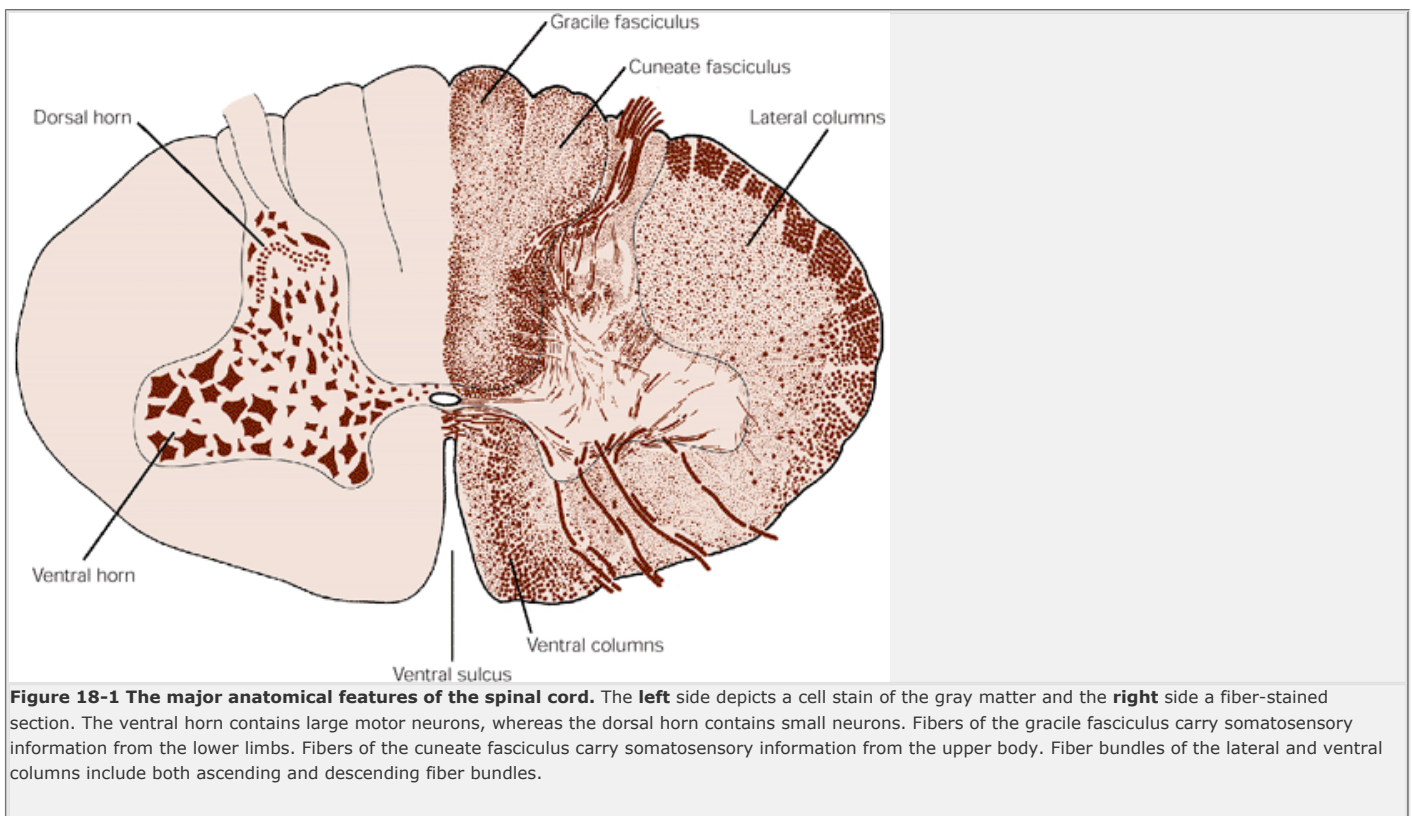 Gracile fasciculus
Cuneate fasciculus
Dorsal horn
Lateral columns
Ventral horn
Ventral columns
Ventral sulcus
Figure 18-1 The major anatomical features of the spinal cord. The left side depicts a cell stain of the gray matter and the right side a fiber-stained
section. The ventral horn contains large motor neurons, whereas the dorsal horn contains small neurons. Fibers of the gracile fasciculus carry somatosensory
information from the lower limbs. Fibers of the cuneate fasciculus carry somatosensory information from the upper body. Fiber bundles of the lateral and ventral
columns include both ascending and descending fiber bundles.